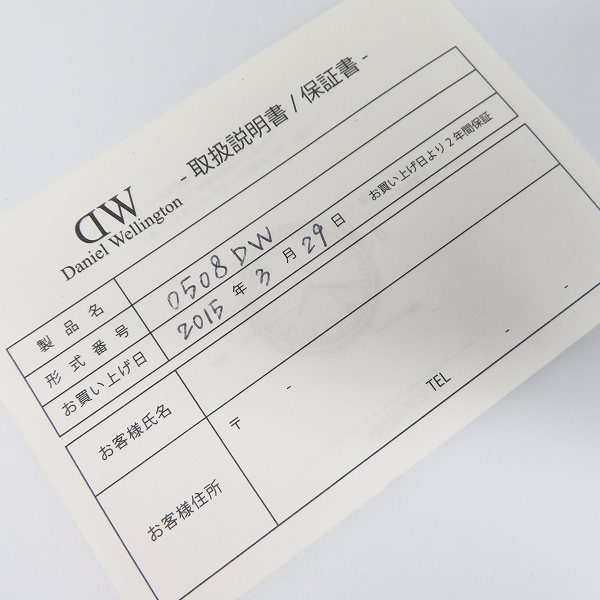 DW
Daniel Wellington
- 取扱説明書 / 保証書 -
製品名
形式番号 0508DW
お買い上げ日 2015 年 3 月 29 日 お買い上げ日より2年間保証
お客様氏名
お客様住所 〒 - TEL - -